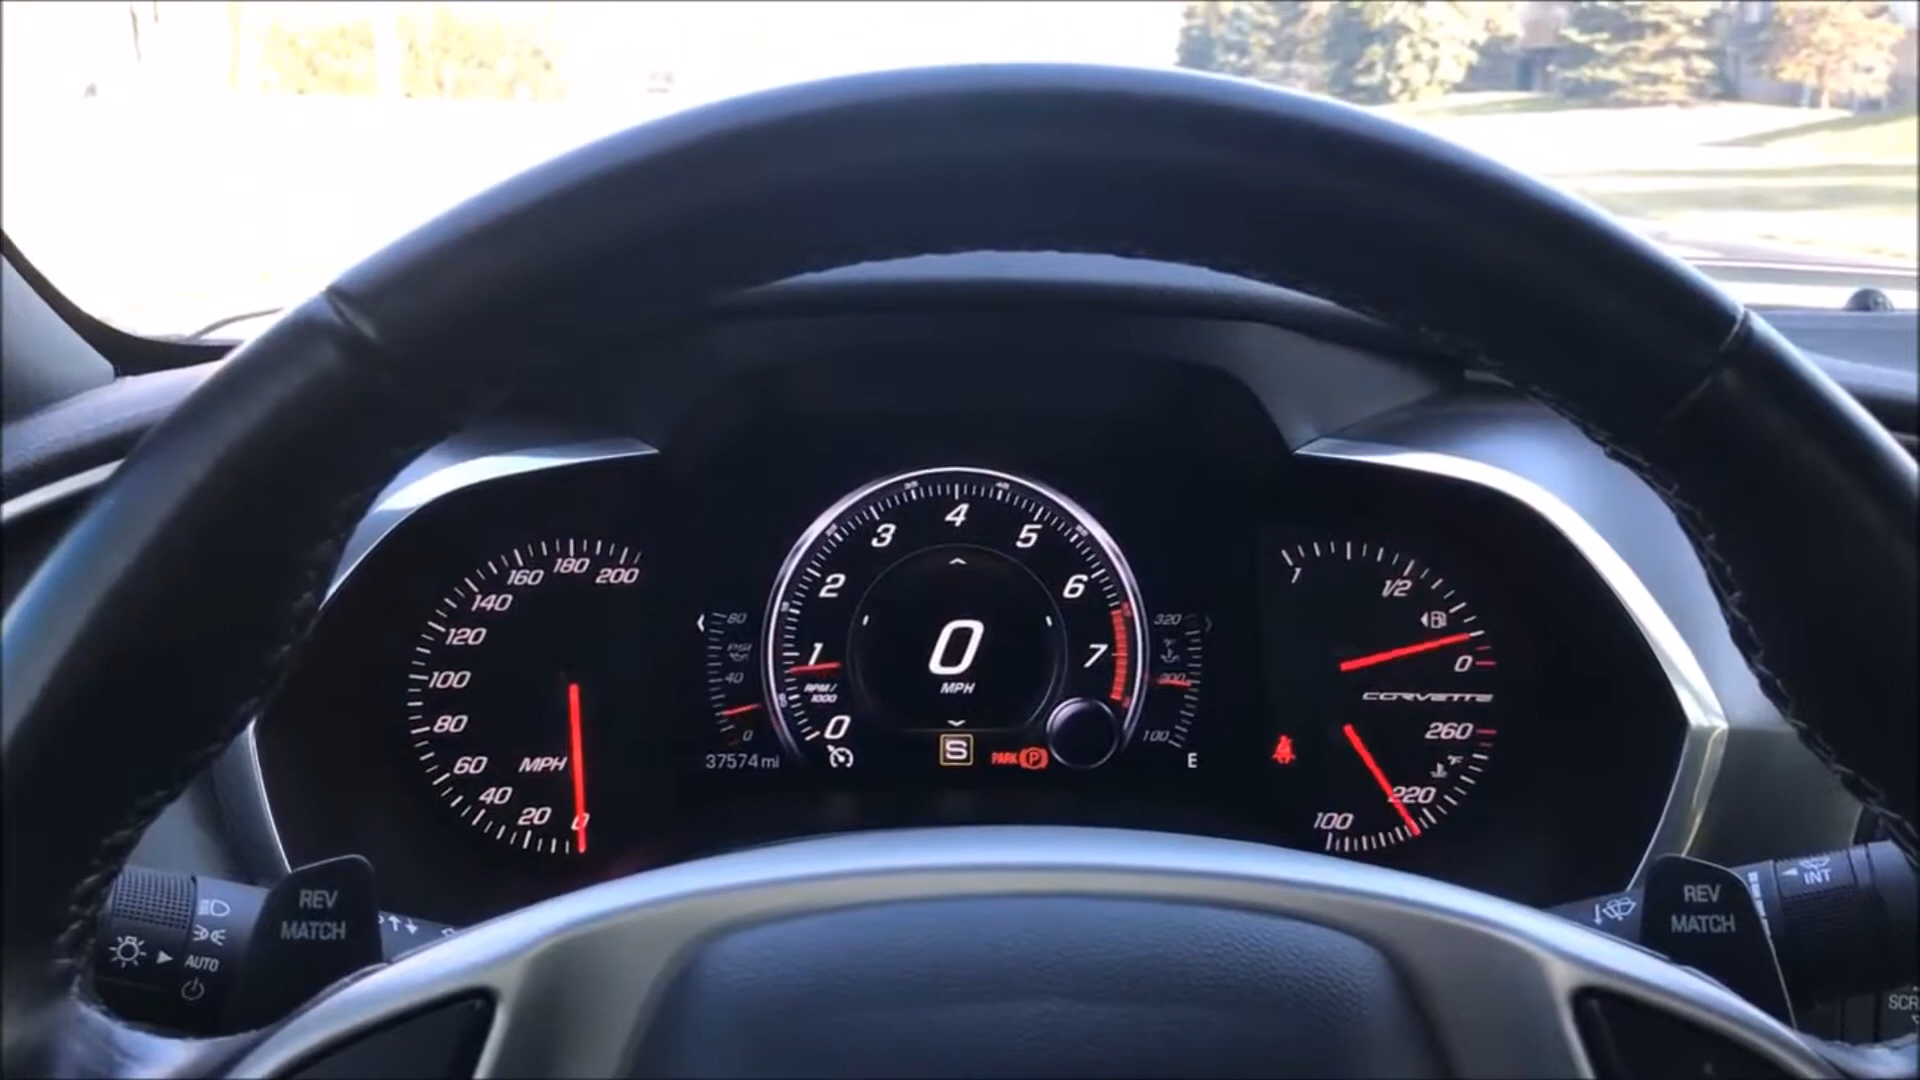 160 180 200
140
120
100
80
60
40
20 0
MPH
80
PSI
40
0
37574 mi
4
3 5
2 6
1 7
RPM/
1000
0
0
MPH
S
PARK P
320
200
100
E
1
1/2
0
CORVETTE
260
°F
220
100
REV
MATCH
AUTO
REV
MATCH
INT